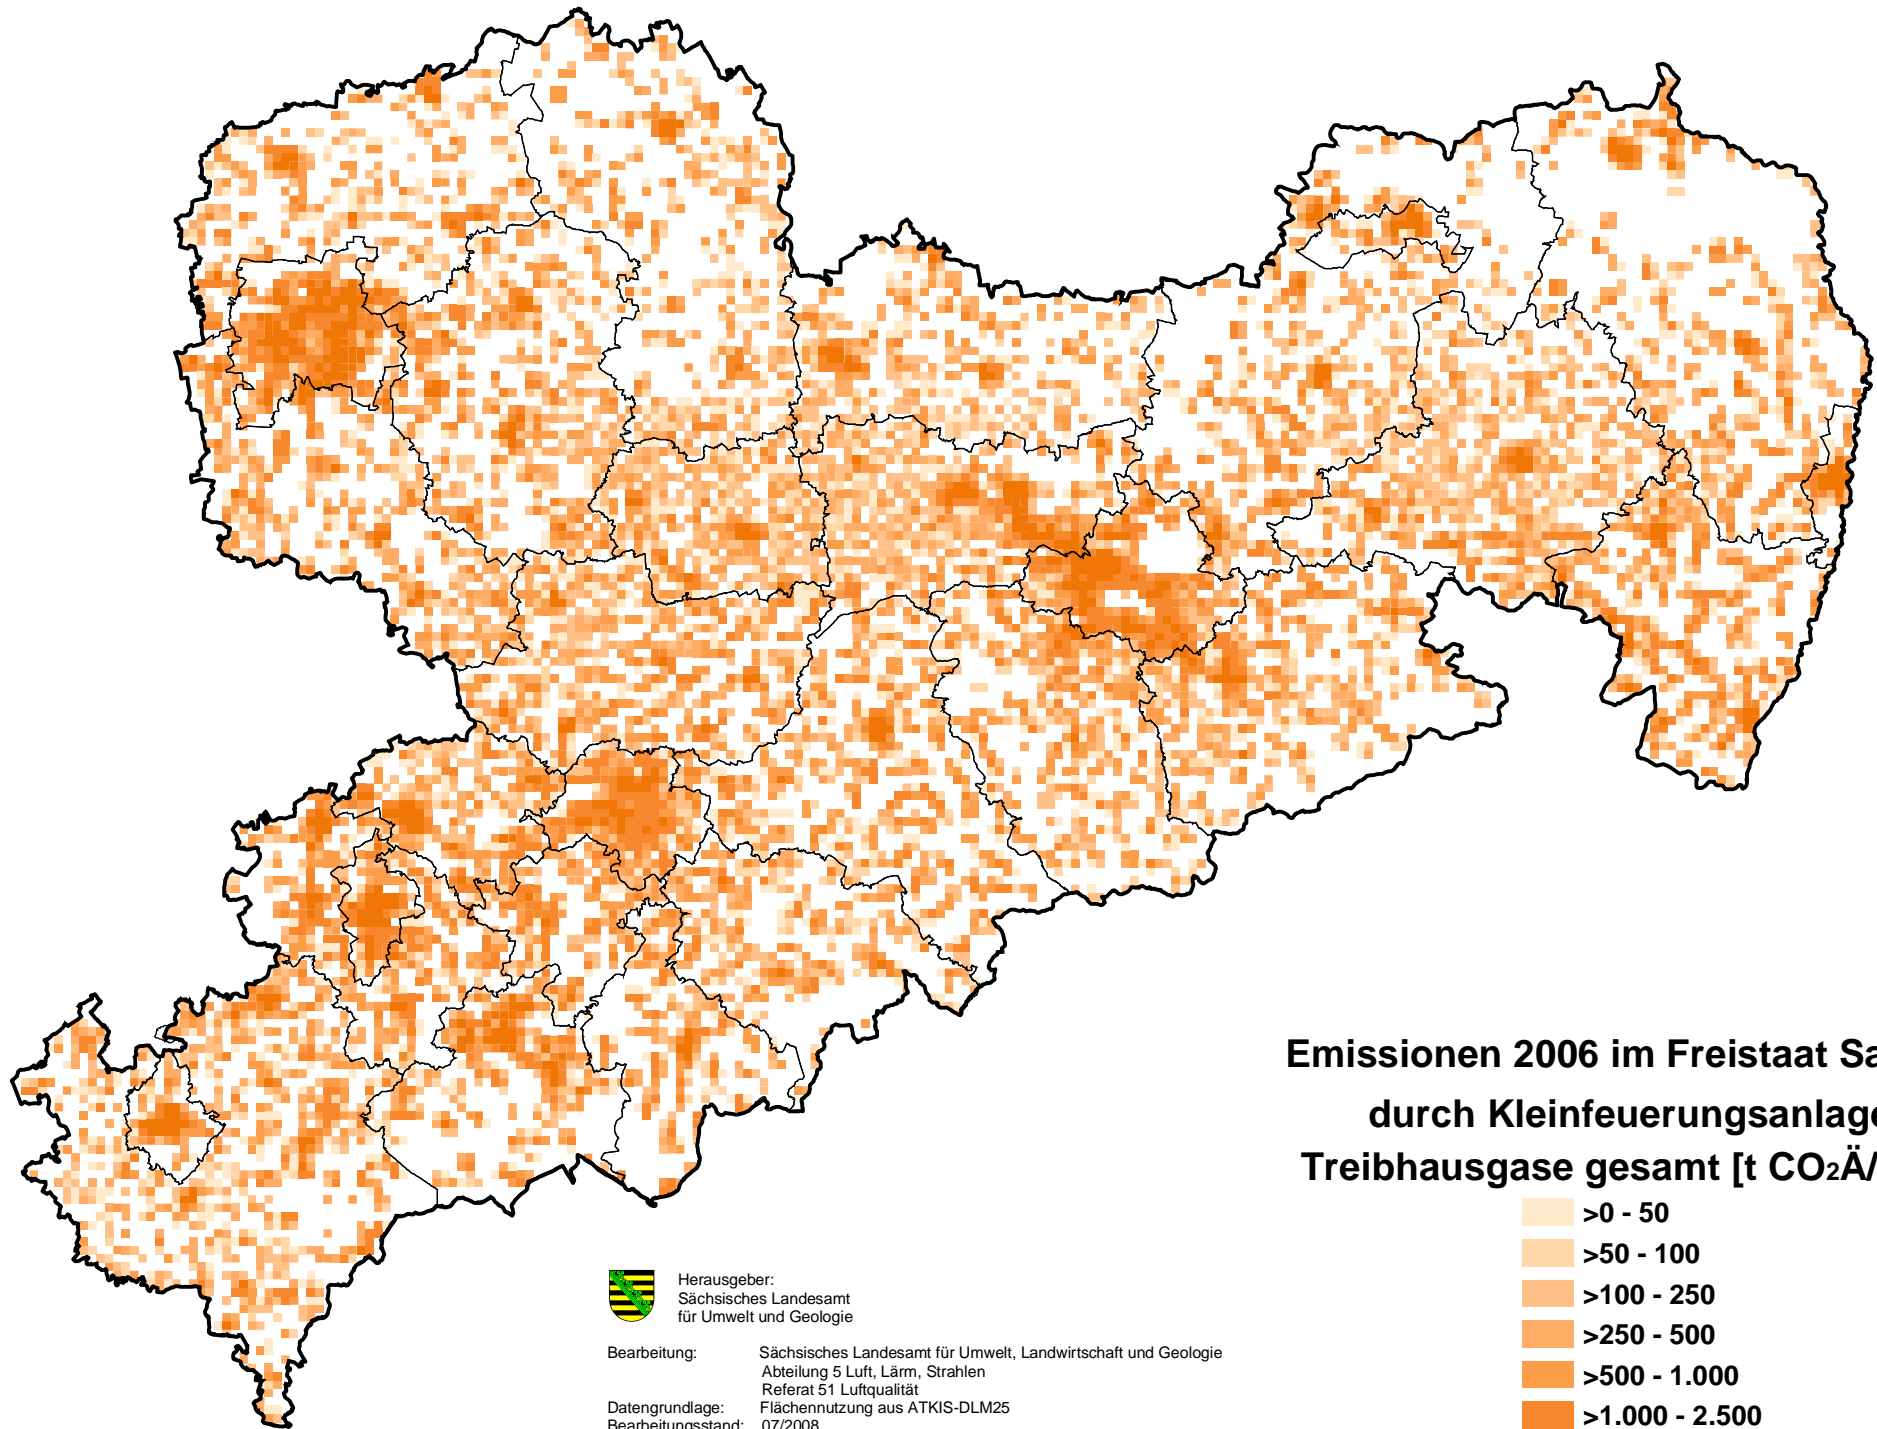 Emissionen 2006 im Freistaat Sa
durch Kleinfeuerungsanlage
Treibhausgase gesamt [t CO₂Ä/
>0 - 50
>50 - 100
>100 - 250
>250 - 500
>500 - 1.000
>1.000 - 2.500
Herausgeber:
Sächsisches Landesamt
für Umwelt und Geologie
Bearbeitung: Sächsisches Landesamt für Umwelt, Landwirtschaft und Geologie
Abteilung 5 Luft, Lärm, Strahlen
Referat 51 Luftqualität
Datengrundlage: Flächennutzung aus ATKIS-DLM25
Bearbeitungsstand: 07/2008